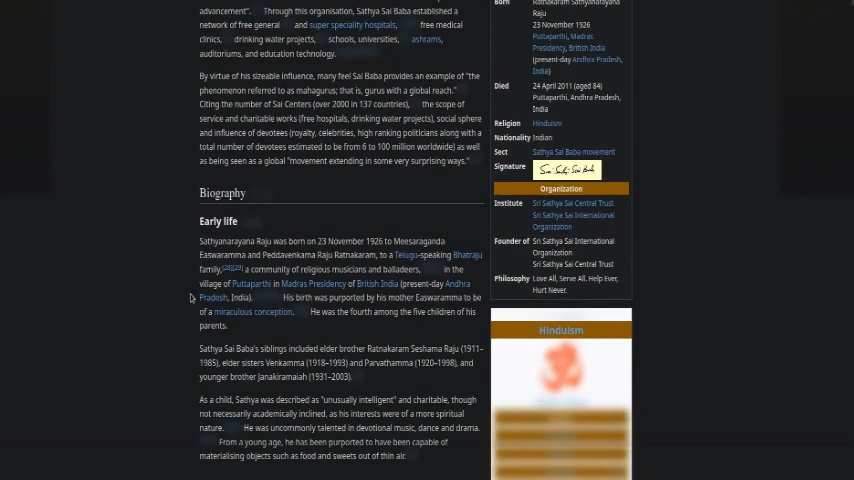 advancement". Through this organisation, Sathya Sai Baba established a
network of free general and super speciality hospitals, free medical
clinics, drinking water projects, schools, universities, ashrams,
auditoriums, and education technology.
By virtue of his sizeable influence, many feel Sai Baba provides an example of "the
phenomenon referred to as mahagurus; that is, gurus with a global reach."
Citing the number of Sai Centers (over 2000 in 137 countries), the scope of
service and charitable works (free hospitals, drinking water projects), social sphere
and influence of devotees (royalty, celebrities, high ranking politicians along with a
total number of devotees estimated to be from 6 to 100 million worldwide) as well
as being seen as a global "movement extending in some very surprising ways."
Biography
Early life
Sathyanarayana Raju was born on 23 November 1926 to Meesaraganda
Easwaramma and Peddavenkama Raju Ratnakaram, to a Telugu-speaking Bhatraju
family,[28][29] a community of religious musicians and balladeers, in the
village of Puttaparthi in Madras Presidency of British India (present-day Andhra
Pradesh, India). His birth was purported by his mother Easwaramma to be
of a miraculous conception. He was the fourth among the five children of his
parents.
Sathya Sai Baba's siblings included elder brother Ratnakaram Seshama Raju (1911–
1985), elder sisters Venkamma (1918–1993) and Parvathamma (1920–1998), and
younger brother Janakiramaiah (1931–2003).
As a child, Sathya was described as "unusually intelligent" and charitable, though
not necessarily academically inclined, as his interests were of a more spiritual
nature. He was uncommonly talented in devotional music, dance and drama.
From a young age, he has been purported to have been capable of
materialising objects such as food and sweets out of thin air.
Born Ratnakaram Sathyanarayana
Raju
23 November 1926
Puttaparthi, Madras
Presidency, British India
(present-day Andhra Pradesh,
India)
Died 24 April 2011 (aged 84)
Puttaparthi, Andhra Pradesh,
India
Religion Hinduism
Nationality Indian
Sect Sathya Sai Baba movement
Signature
Organization
Institute Sri Sathya Sai Central Trust
Sri Sathya Sai International
Organization
Founder of Sri Sathya Sai International
Organization
Sri Sathya Sai Central Trust
Philosophy Love All, Serve All. Help Ever,
Hurt Never.
Hinduism